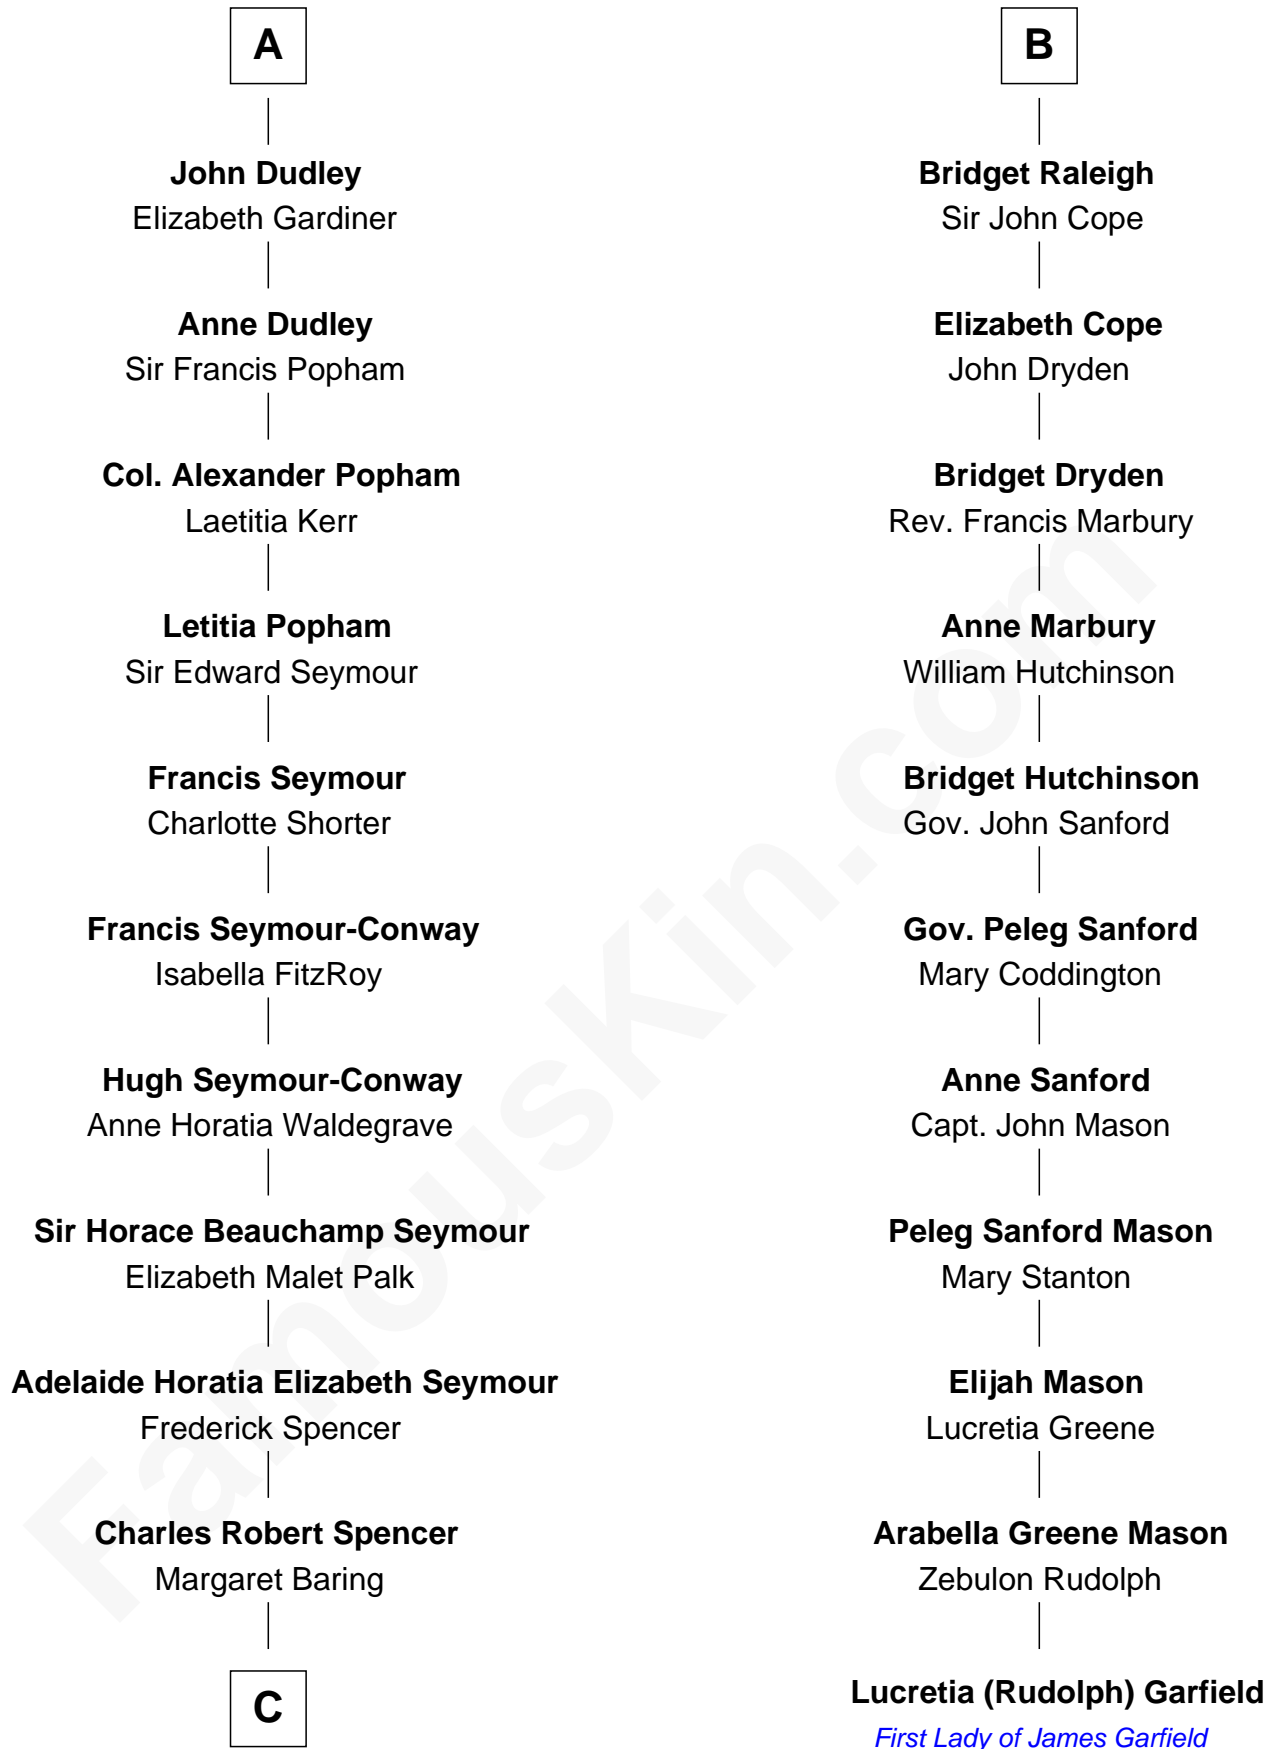 A
John Dudley
Elizabeth Gardiner
Anne Dudley
Sir Francis Popham
Col. Alexander Popham
Laetitia Kerr
Letitia Popham
Sir Edward Seymour
Francis Seymour
Charlotte Shorter
Francis Seymour-Conway
Isabella FitzRoy
Hugh Seymour-Conway
Anne Horatia Waldegrave
Sir Horace Beauchamp Seymour
Elizabeth Malet Palk
Adelaide Horatia Elizabeth Seymour
Frederick Spencer
Charles Robert Spencer
Margaret Baring
C
B
Bridget Raleigh
Sir John Cope
Elizabeth Cope
John Dryden
Bridget Dryden
Rev. Francis Marbury
Anne Marbury
William Hutchinson
Bridget Hutchinson
Gov. John Sanford
Gov. Peleg Sanford
Mary Coddington
Anne Sanford
Capt. John Mason
Peleg Sanford Mason
Mary Stanton
Elijah Mason
Lucretia Greene
Arabella Greene Mason
Zebulon Rudolph
Lucretia (Rudolph) Garfield
First Lady of James Garfield
FamousKin.com